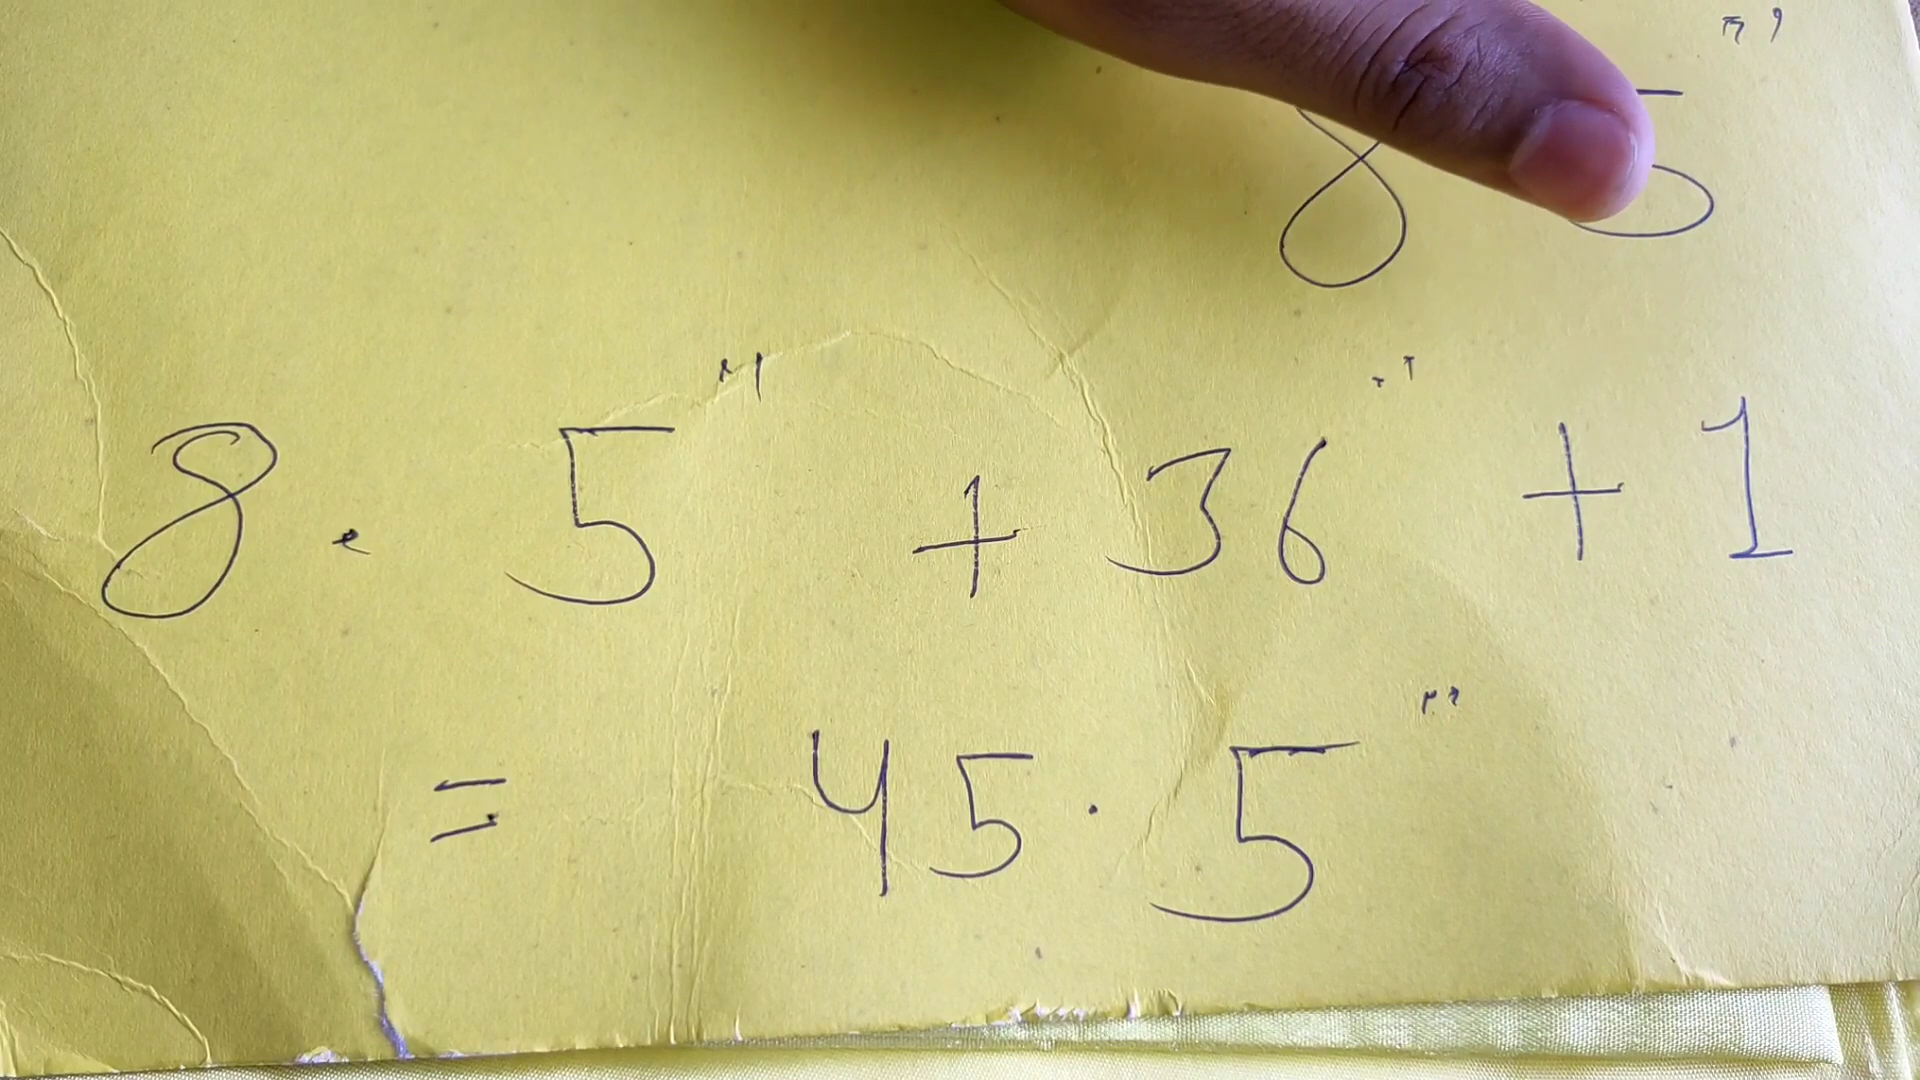 8 5"
8.5" + 36" + 1
= 45.5"